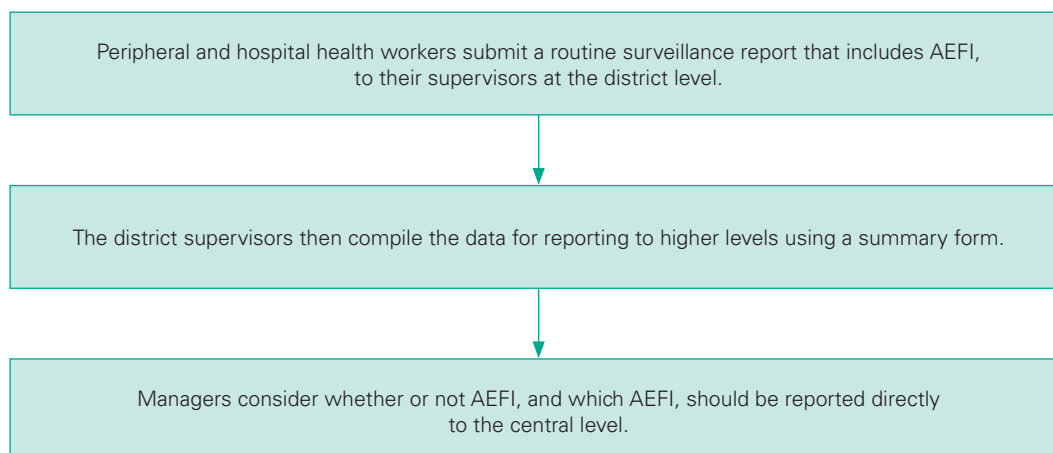 Peripheral and hospital health workers submit a routine surveillance report that includes AEFI,
to their supervisors at the district level.
The district supervisors then compile the data for reporting to higher levels using a summary form.
Managers consider whether or not AEFI, and which AEFI, should be reported directly
to the central level.